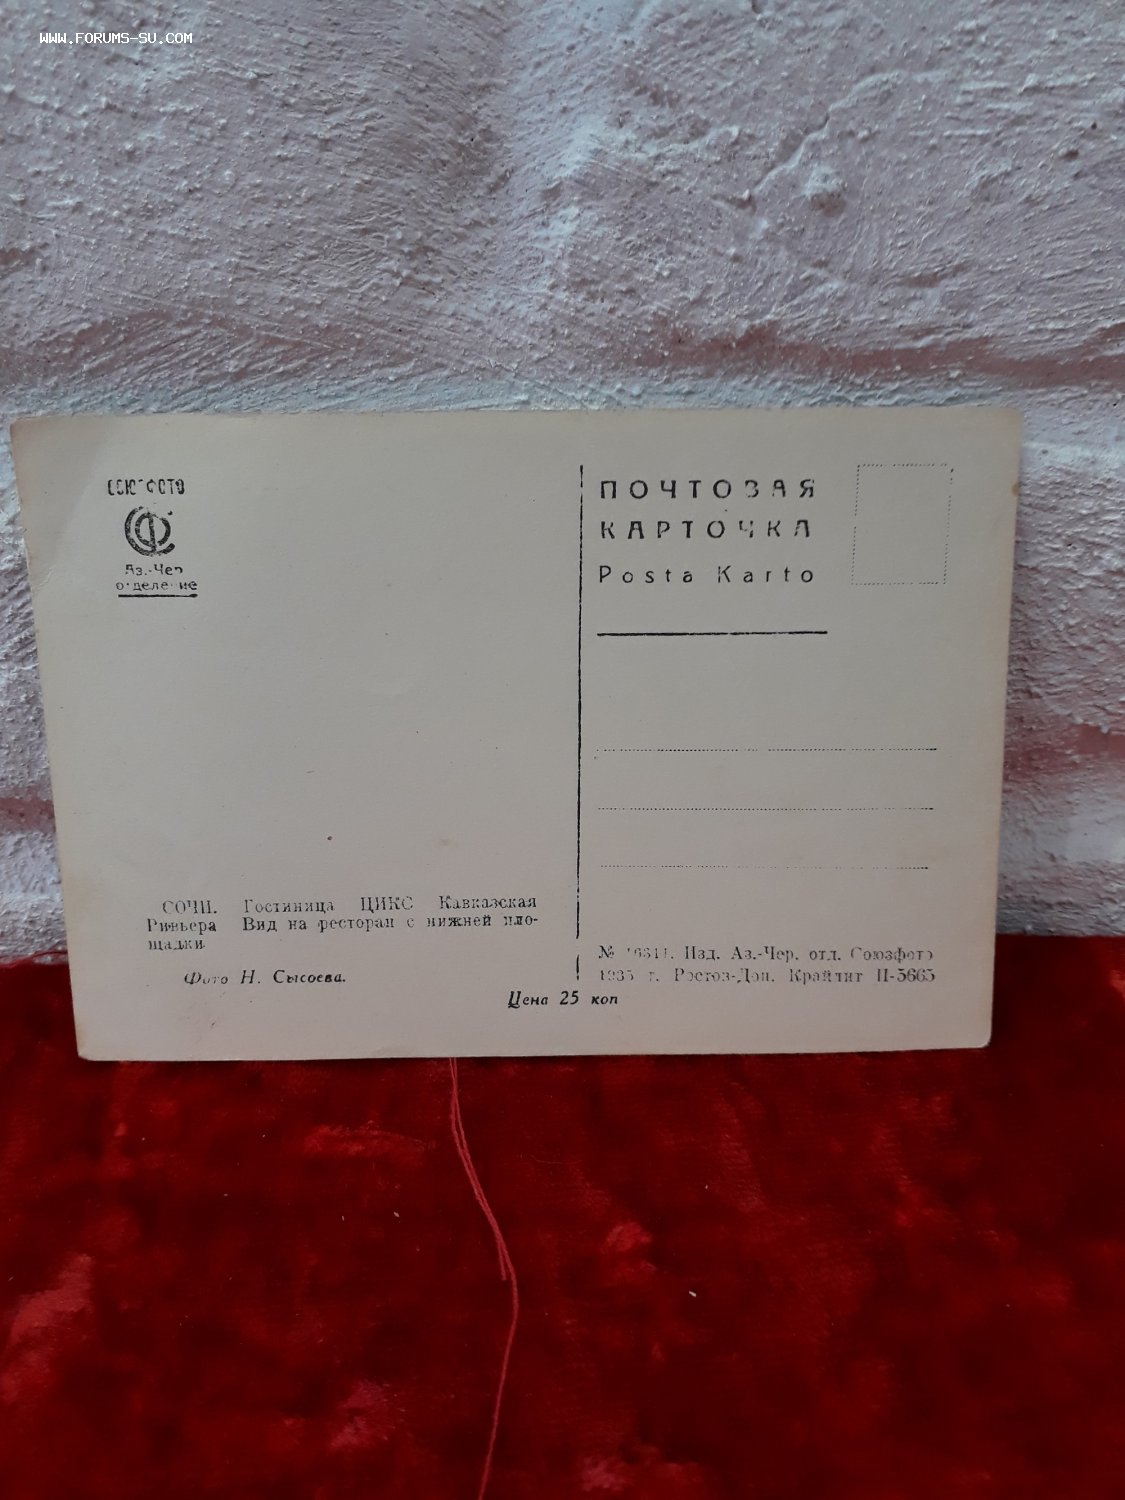 WWW.FORUMS-SU.COM
СОЮЗФОТО
Аз.-Чер
отделение
ПОЧТОВАЯ
КАРТОЧКА
Posta Karto
СОЧИ. Гостиница ЦИКС Кавказская
Ривьера Вид на ресторан с нижней пло-
щадки.
Фото Н. Сысоева.
№ Изд. Аз.-Чер. отд. Союзфото
г. Ростов-Дон. Крайлит П-5665
Цена 25 коп